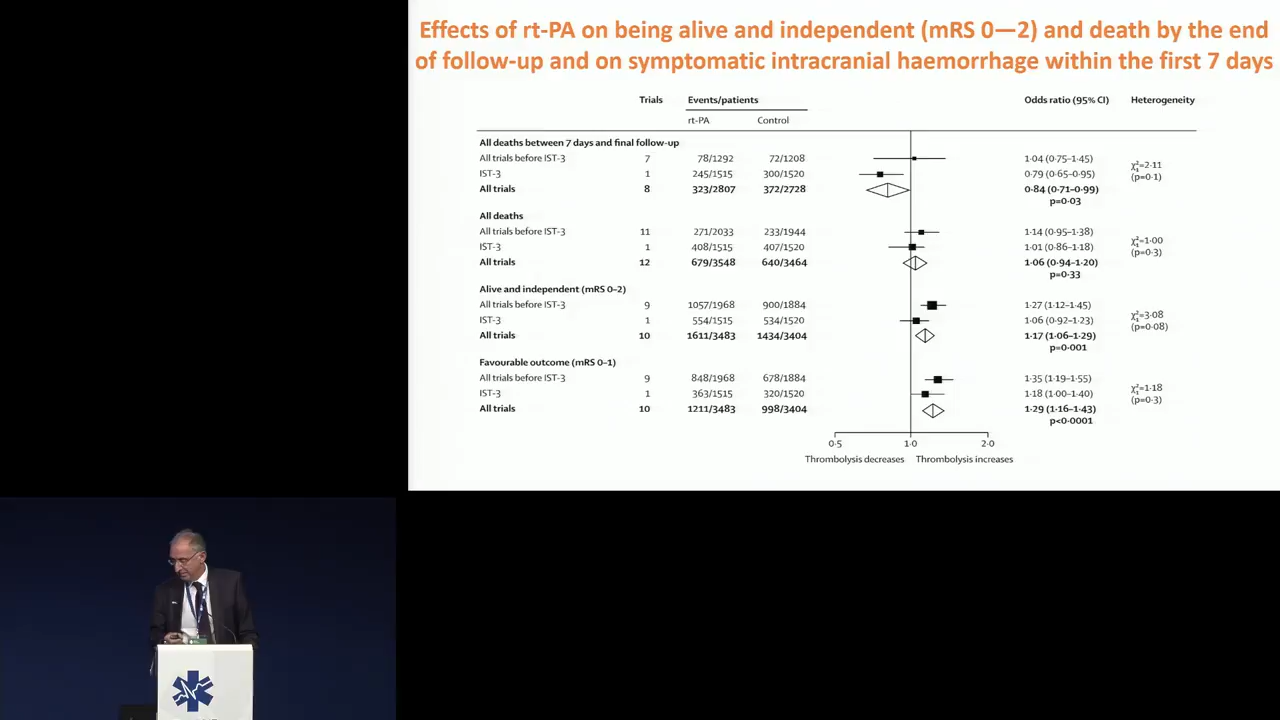 Effects of rt-PA on being alive and independent (mRS 0—2) and death by the end
of follow-up and on symptomatic intracranial haemorrhage within the first 7 days
Trials Events/patients Odds ratio (95% CI) Heterogeneity
rt-PA Control
All deaths between 7 days and final follow-up
All trials before IST-3 7 78/1292 72/1208 1·04 (0·75–1·45)
IST-3 1 245/1515 300/1520 0·79 (0·65–0·95)
All trials 8 323/2807 372/2728 0·84 (0·71–0·99)
p=0·03
χ²₁=2·11
(p=0·1)
All deaths
All trials before IST-3 11 271/2033 233/1944 1·14 (0·95–1·38)
IST-3 1 408/1515 407/1520 1·01 (0·86–1·18)
All trials 12 679/3548 640/3464 1·06 (0·94–1·20)
p=0·33
χ²₁=1·00
(p=0·3)
Alive and independent (mRS 0–2)
All trials before IST-3 9 1057/1968 900/1884 1·27 (1·12–1·45)
IST-3 1 554/1515 534/1520 1·06 (0·92–1·23)
All trials 10 1611/3483 1434/3404 1·17 (1·06–1·29)
p=0·001
χ²₁=3·08
(p=0·08)
Favourable outcome (mRS 0–1)
All trials before IST-3 9 848/1968 678/1884 1·35 (1·19–1·55)
IST-3 1 363/1515 320/1520 1·18 (1·00–1·40)
All trials 10 1211/3483 998/3404 1·29 (1·16–1·43)
p<0·0001
χ²₁=1·18
(p=0·3)
0·5 1·0 2·0
Thrombolysis decreases Thrombolysis increases